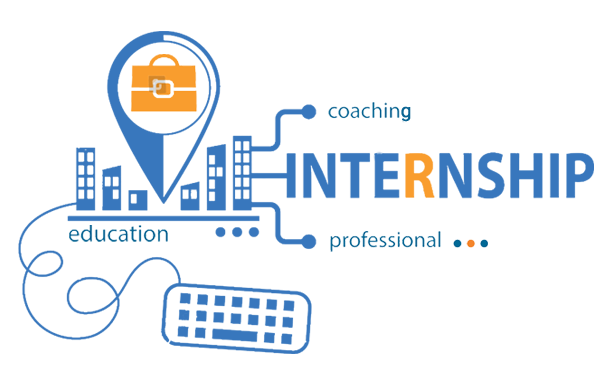 coaching
INTERNSHIP
education
professional